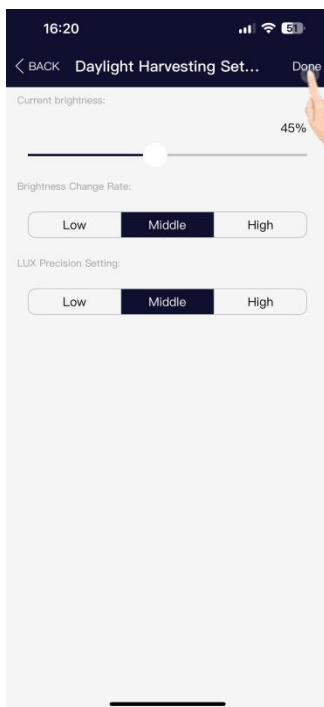 16:20
51
BACK Daylight Harvesting Set... Done
Current brightness:
45%
Brightness Change Rate:
Low Middle High
LUX Precision Setting:
Low Middle High